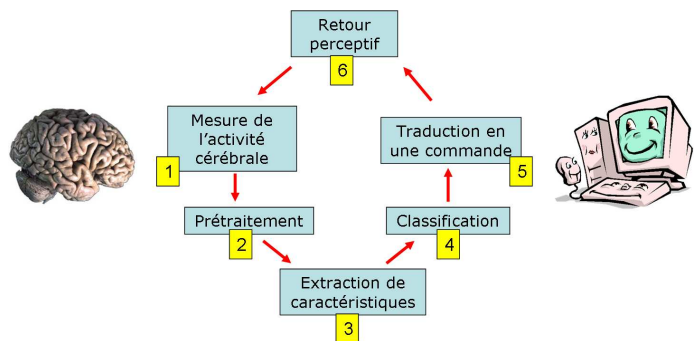 Retour
perceptif
6
Mesure de
l'activité
cérébrale
1
Traduction en
une commande
5
Prétraitement
2
Classification
4
Extraction de
caractéristiques
3